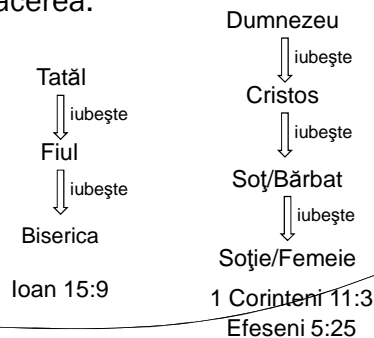 acerea.
Tatăl
iubeşte
Fiul
iubeşte
Biserica
Ioan 15:9
Dumnezeu
iubeşte
Cristos
iubeşte
Soţ/Bărbat
iubeşte
Soţie/Femeie
1 Corinteni 11:3
Efeseni 5:25